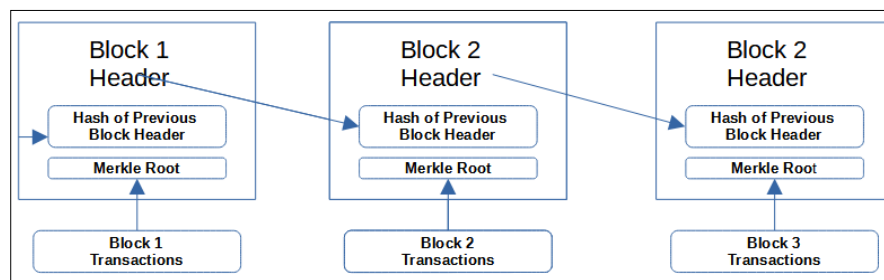 Block 1
Header
Hash of Previous
Block Header
Merkle Root
Block 1
Transactions
Block 2
Header
Hash of Previous
Block Header
Merkle Root
Block 2
Transactions
Block 2
Header
Hash of Previous
Block Header
Merkle Root
Block 3
Transactions